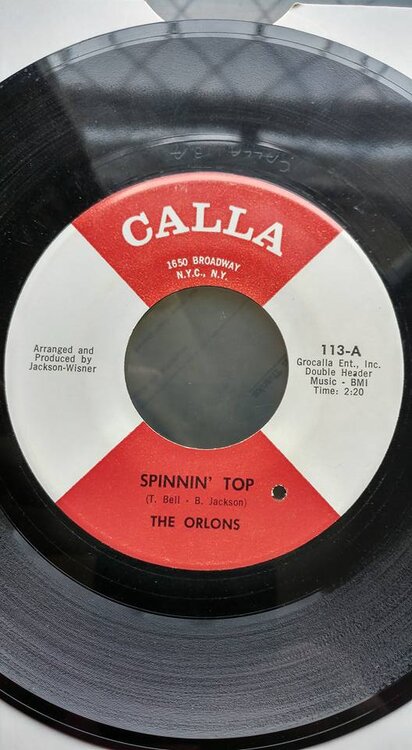 CALLA
1650 BROADWAY
N.Y.C., N.Y.
Arranged and
Produced by
Jackson-Wisner
113-A
Grocalla Ent., Inc.
Double Header
Music - BMI
Time: 2:20
SPINNIN' TOP
(T. Bell - B. Jackson)
THE ORLONS